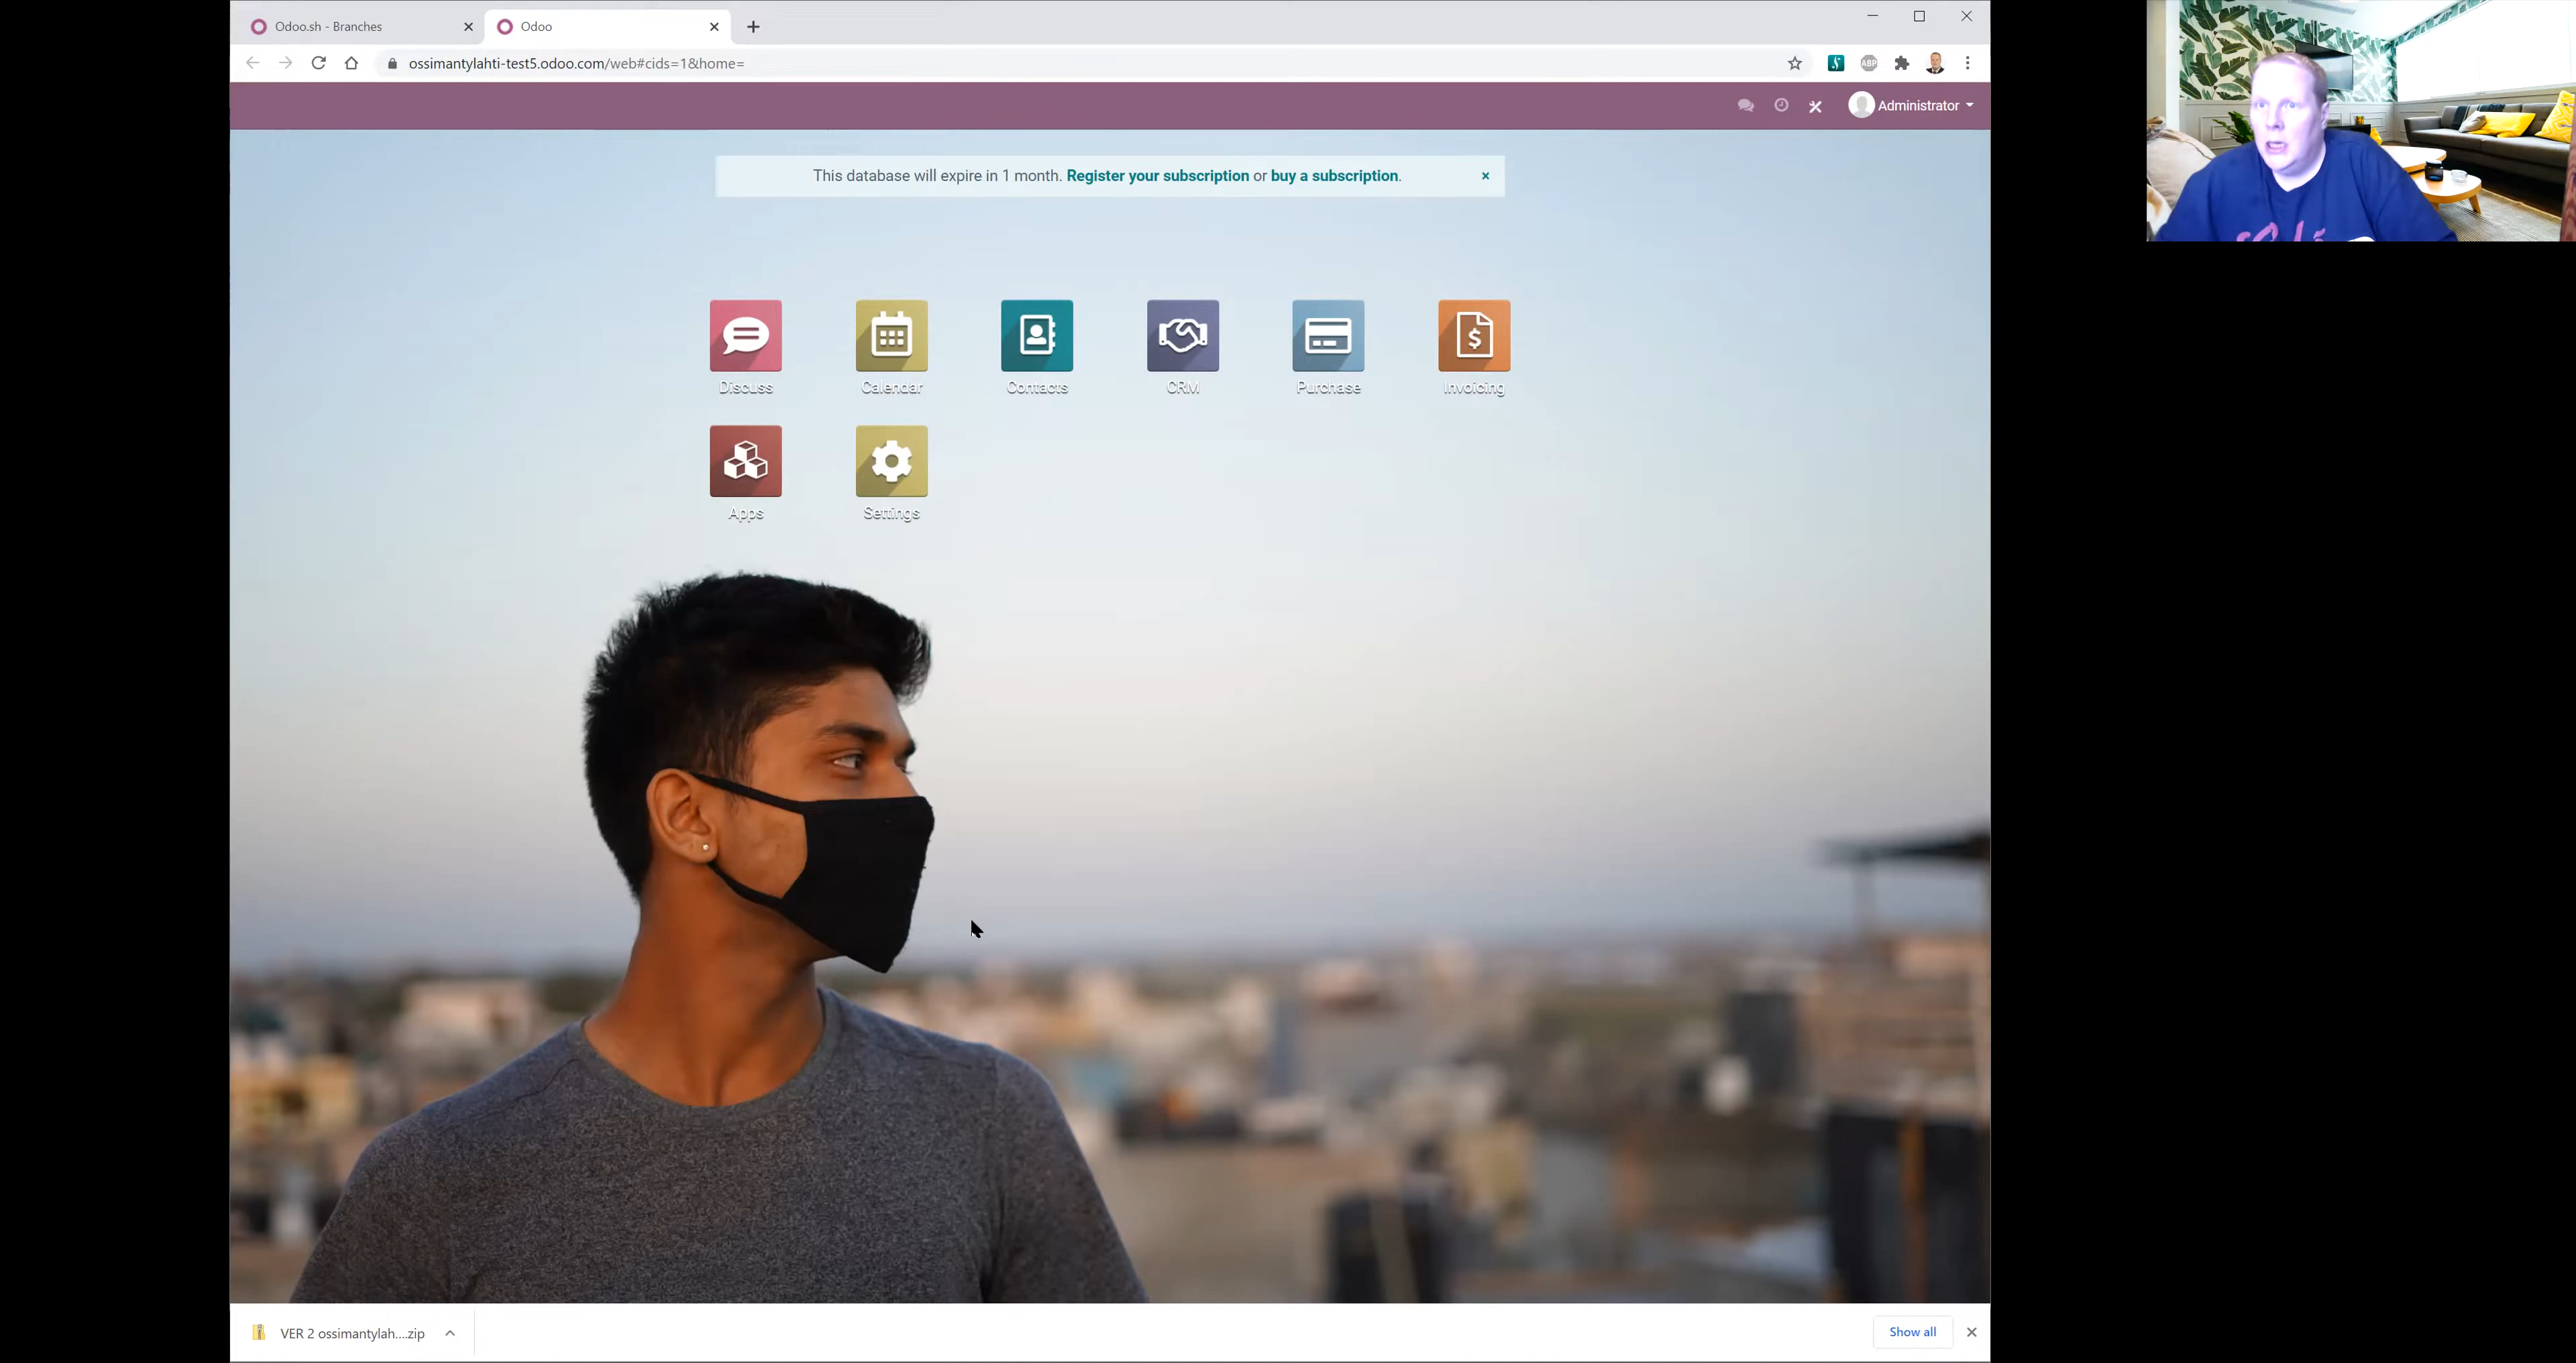 Odoo.sh - Branches
Odoo
ossimantylahti-test5.odoo.com/web#cids=1&home=
ABP
Administrator
This database will expire in 1 month. Register your subscription or buy a subscription.
Discuss
Calendar
Contacts
CRM
Purchase
Invoicing
Apps
Settings
VER 2 ossimantylah....zip
Show all